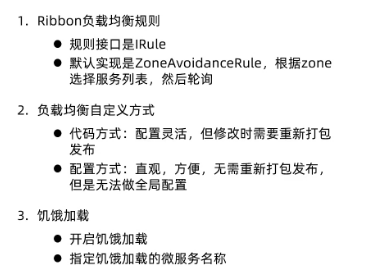 1. Ribbon负载均衡规则
● 规则接口是IRule
● 默认实现是ZoneAvoidanceRule，根据zone
选择服务列表，然后轮询
2. 负载均衡自定义方式
● 代码方式：配置灵活，但修改时需要重新打包
发布
● 配置方式：直观，方便，无需重新打包发布，
但是无法做全局配置
3. 饥饿加载
● 开启饥饿加载
● 指定饥饿加载的微服务名称